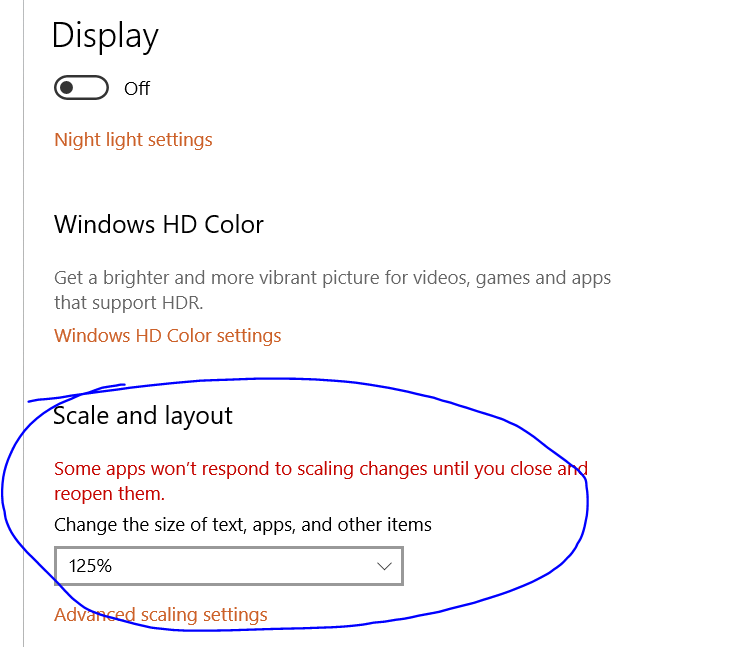 Display
Off
Night light settings
Windows HD Color
Get a brighter and more vibrant picture for videos, games and apps
that support HDR.
Windows HD Color settings
Scale and layout
Some apps won’t respond to scaling changes until you close and
reopen them.
Change the size of text, apps, and other items
125%
Advanced scaling settings